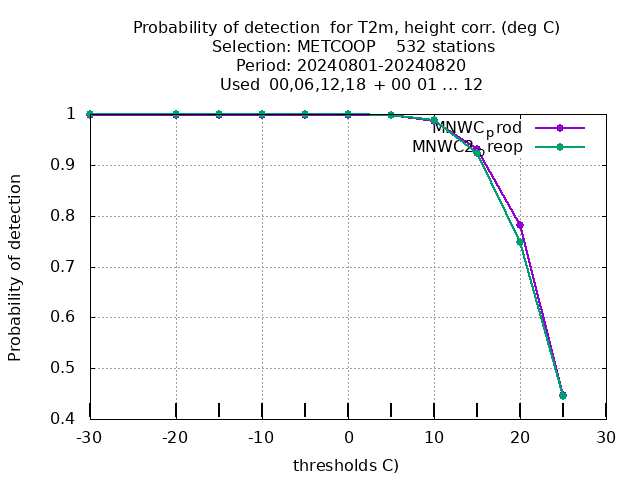 Probability of detection for T2m, height corr. (deg C)
Selection: METCOOP 532 stations
Period: 20240801-20240820
Used 00,06,12,18 + 00 01 ... 12
MNWC_prod
MNWC2_preop
Probability of detection
1
0.9
0.8
0.7
0.6
0.5
0.4
-30 -20 -10 0 10 20 30
thresholds C)